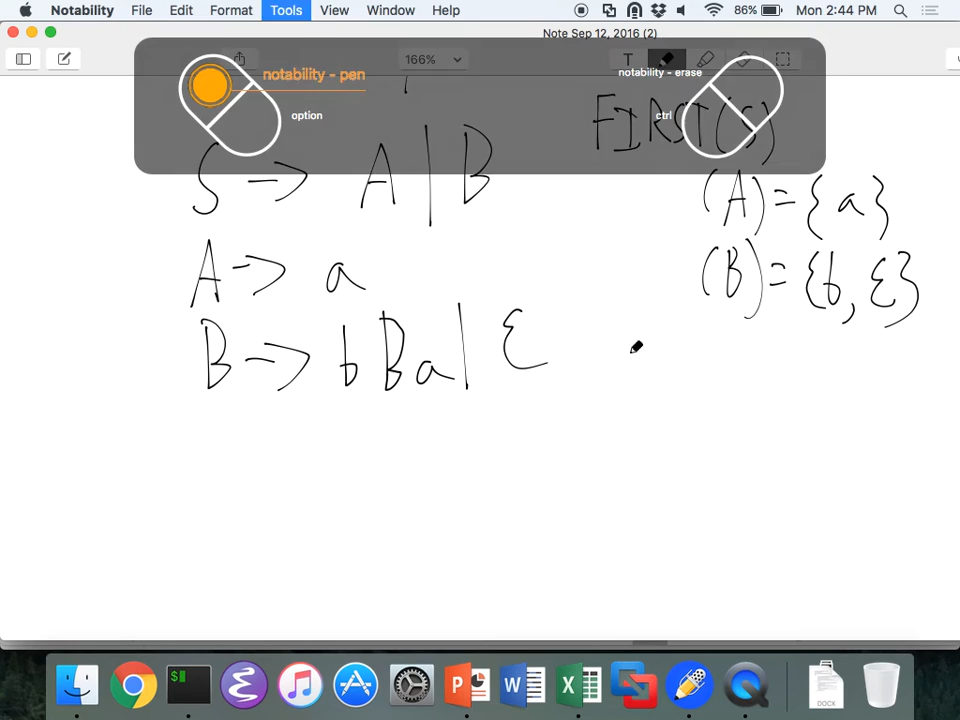 Notability File Edit Format Tools View Window Help 86% Mon 2:44 PM
Note Sep 12, 2016 (2)
166% T
notability - pen
option
notability - erase
ctrl
FIRST(S)
S -> A | B
(A) = {a}
A -> a
(B) = {b, ε}
B -> b B a | ε
$
P W X
DOCX